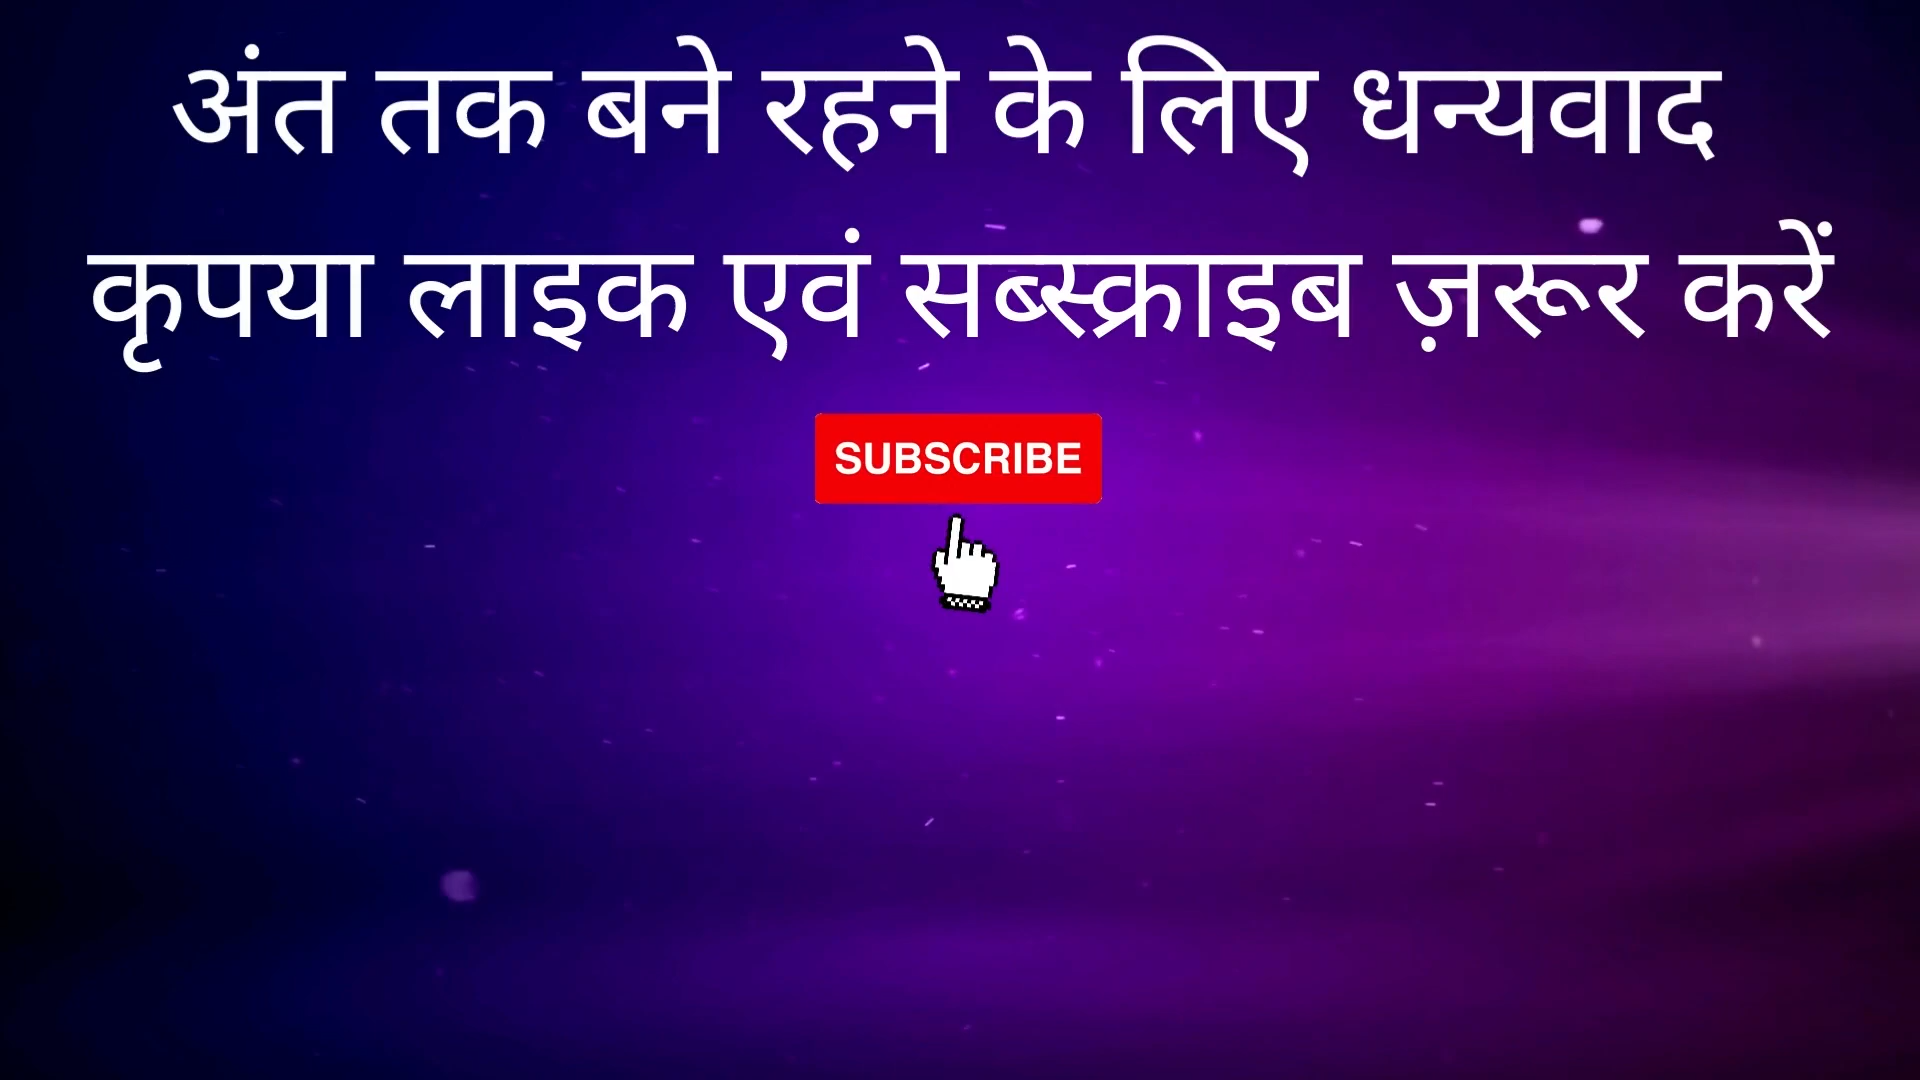 अंत तक बने रहने के लिए धन्यवाद
कृपया लाइक एवं सब्स्क्राइब ज़रूर करें
SUBSCRIBE